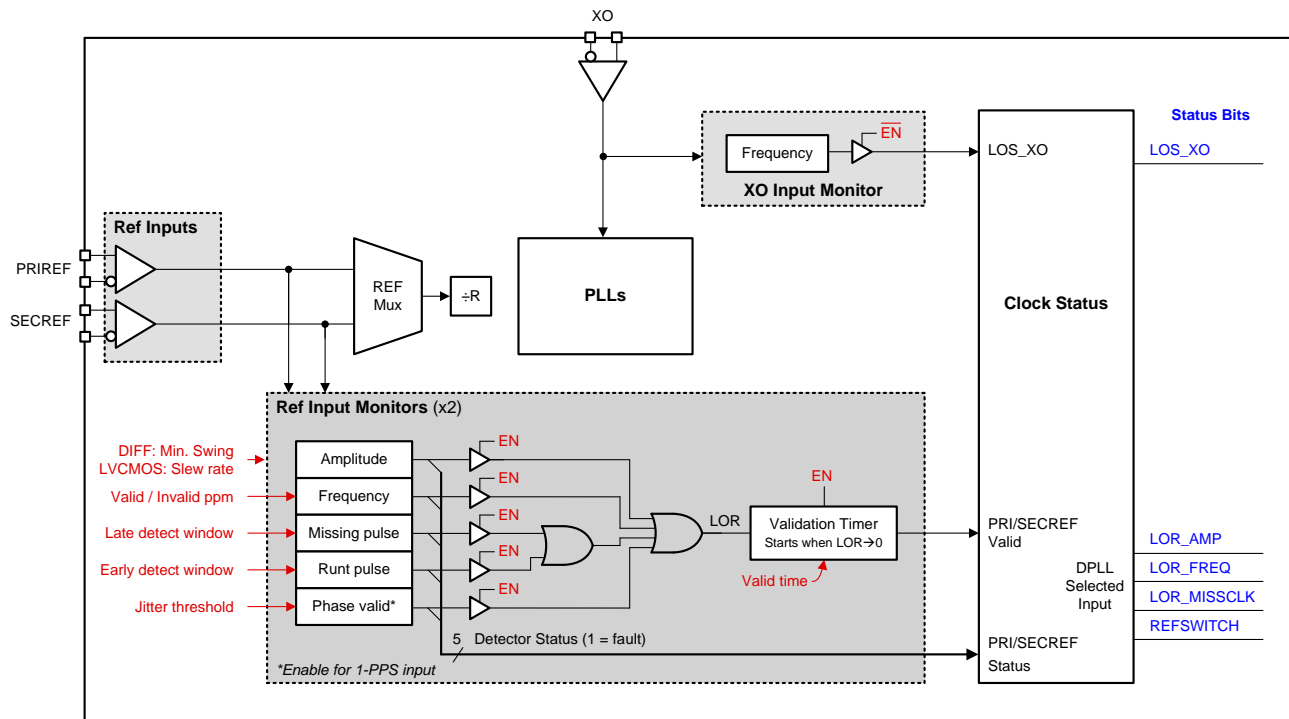 XO
Status Bits
EN
Frequency
LOS_XO
LOS_XO
XO Input Monitor
Ref Inputs
PRIREF
SECREF
REF
Mux
÷R
PLLs
Clock Status
Ref Input Monitors (x2)
DIFF: Min. Swing
LVCMOS: Slew rate
Amplitude
EN
Valid / Invalid ppm
Frequency
EN
Late detect window
Missing pulse
EN
Early detect window
Runt pulse
EN
Jitter threshold
Phase valid*
EN
LOR
EN
Validation Timer
Starts when LOR→0
Valid time
PRI/SECREF
Valid
DPLL
Selected
Input
LOR_AMP
LOR_FREQ
LOR_MISSCLK
REFSWITCH
5 Detector Status (1 = fault)
PRI/SECREF
Status
*Enable for 1-PPS input